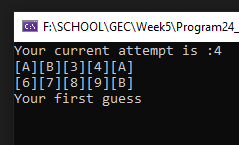 F:\SCHOOL\GEC\Week5\Program24_
Your current attempt is :4
[A][B][3][4][A]
[6][7][8][9][B]
Your first guess